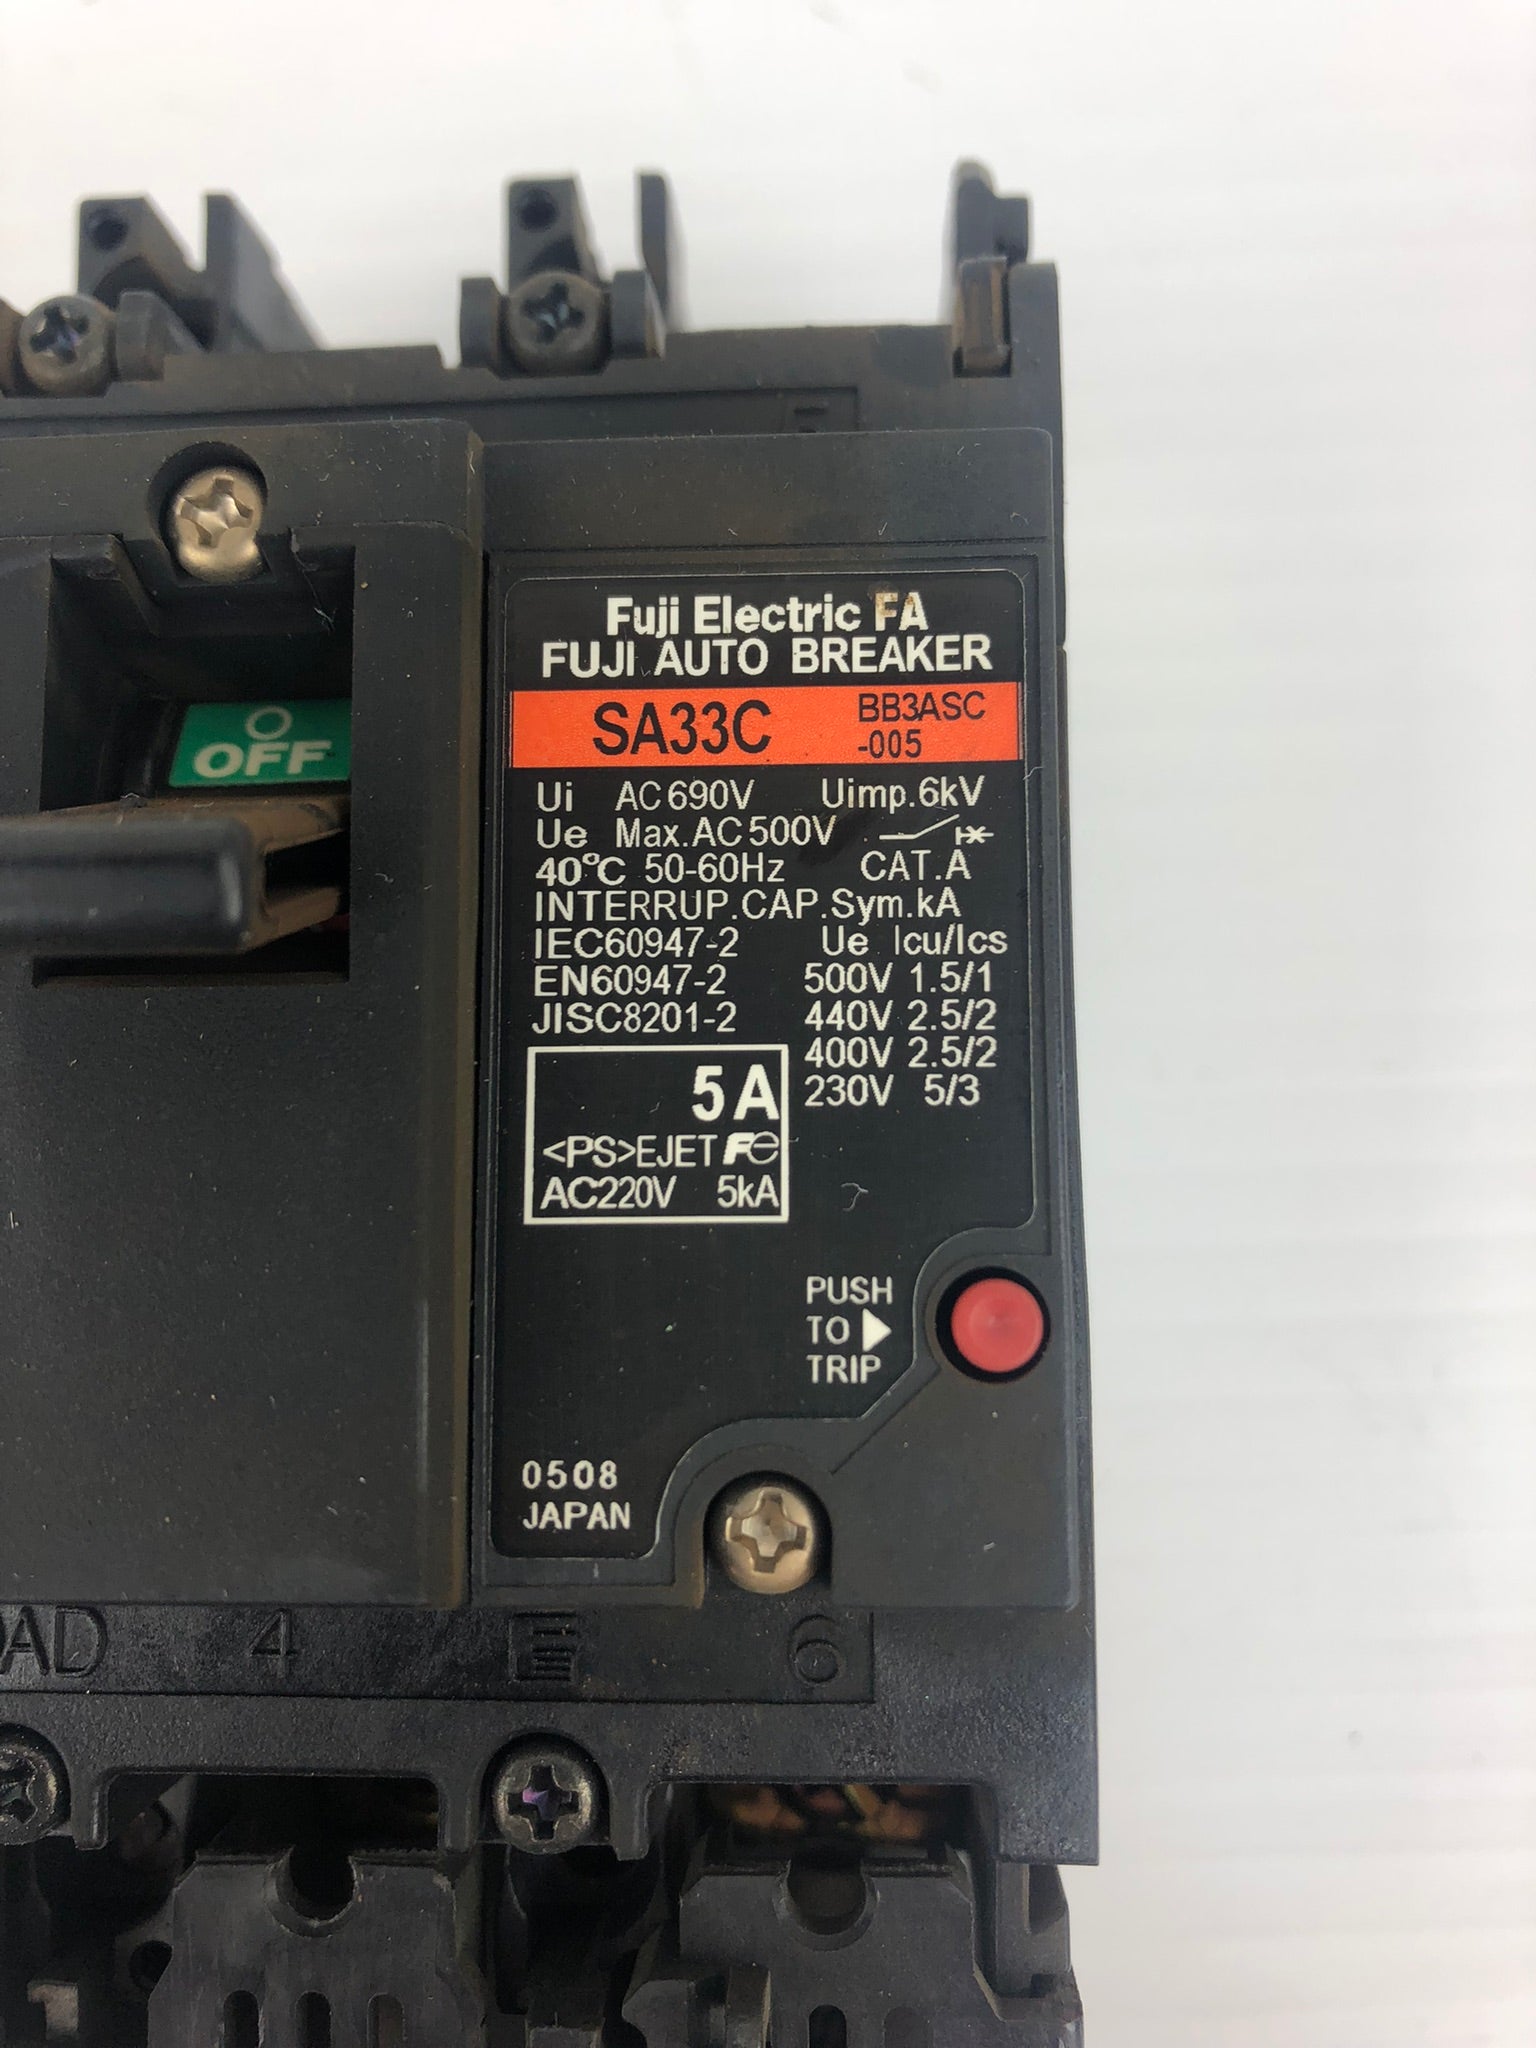 Fuji Electric FA
FUJI AUTO BREAKER
SA33C BB3ASC
-005
OFF
Ui AC690V Uimp.6kV
Ue Max.AC500V
40°C 50-60Hz CAT.A
INTERRUP.CAP.Sym.kA
IEC60947-2 Ue Icu/Ics
EN60947-2 500V 1.5/1
JISC8201-2 440V 2.5/2
400V 2.5/2
5A 230V 5/3
<PS>EJET Fe
AC220V 5kA
PUSH
TO ▶
TRIP
0508
JAPAN
OAD 4 6
1